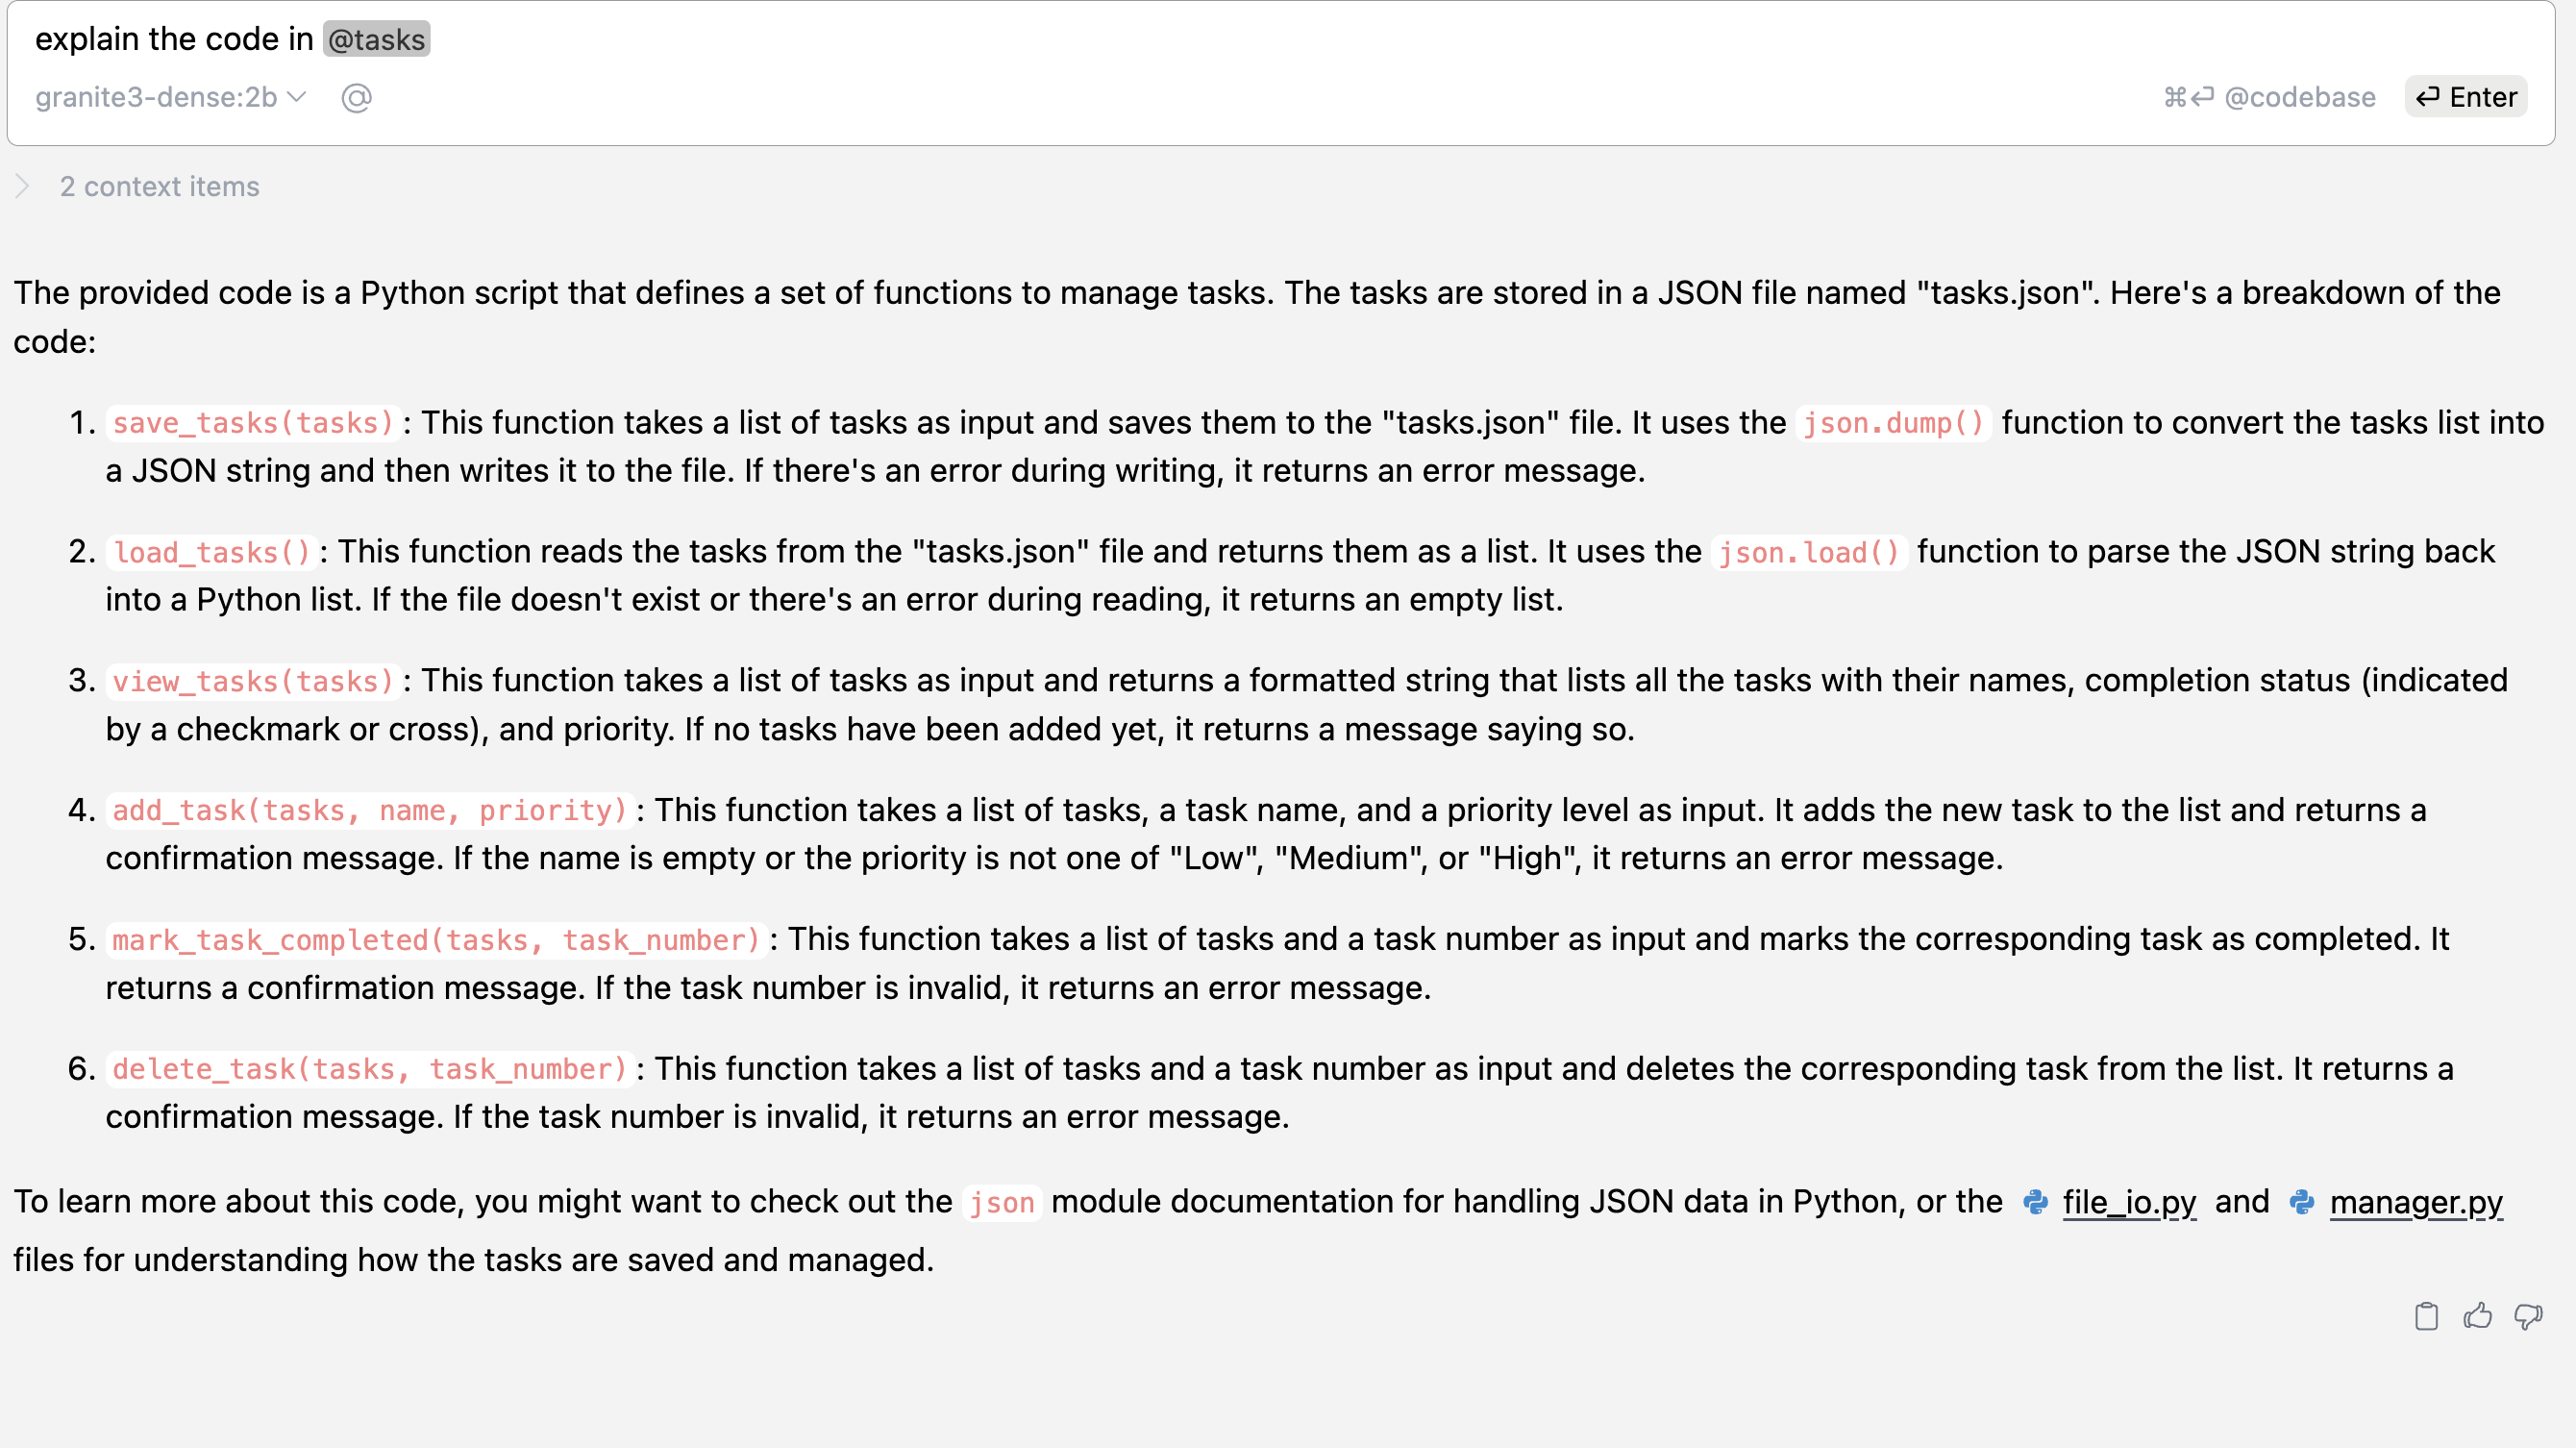 explain the code in @tasks
granite3-dense:2b @ ⌘⏎ @codebase ⏎ Enter
2 context items
The provided code is a Python script that defines a set of functions to manage tasks. The tasks are stored in a JSON file named "tasks.json". Here's a breakdown of the
code:
1. save_tasks(tasks): This function takes a list of tasks as input and saves them to the "tasks.json" file. It uses the json.dump() function to convert the tasks list into
a JSON string and then writes it to the file. If there's an error during writing, it returns an error message.
2. load_tasks(): This function reads the tasks from the "tasks.json" file and returns them as a list. It uses the json.load() function to parse the JSON string back
into a Python list. If the file doesn't exist or there's an error during reading, it returns an empty list.
3. view_tasks(tasks): This function takes a list of tasks as input and returns a formatted string that lists all the tasks with their names, completion status (indicated
by a checkmark or cross), and priority. If no tasks have been added yet, it returns a message saying so.
4. add_task(tasks, name, priority): This function takes a list of tasks, a task name, and a priority level as input. It adds the new task to the list and returns a
confirmation message. If the name is empty or the priority is not one of "Low", "Medium", or "High", it returns an error message.
5. mark_task_completed(tasks, task_number): This function takes a list of tasks and a task number as input and marks the corresponding task as completed. It
returns a confirmation message. If the task number is invalid, it returns an error message.
6. delete_task(tasks, task_number): This function takes a list of tasks and a task number as input and deletes the corresponding task from the list. It returns a
confirmation message. If the task number is invalid, it returns an error message.
To learn more about this code, you might want to check out the json module documentation for handling JSON data in Python, or the file_io.py and manager.py
files for understanding how the tasks are saved and managed.